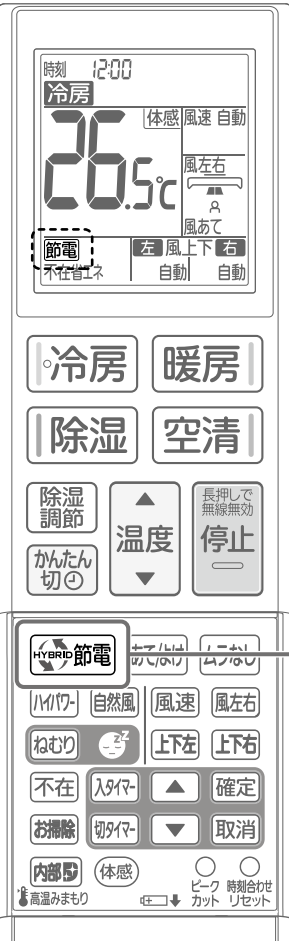 時刻 12:00
冷房
体感 風速 自動
26.5℃
風左右
風あて
節電
左 風上下 右
不在省エネ 自動 自動
冷房 暖房
除湿 空清
除湿
調節
温度
長押しで
無線無効
停止
かんたん
切
HYBRID 節電 あて/よけ ムラなし
ハイパワー 自然風 風速 風左右
ねむり 上下左 上下右
不在 入タイマー 確定
お掃除 切タイマー 取消
内部 体感
高温みまもり
ピーク
カット
時刻合わせ
リセット